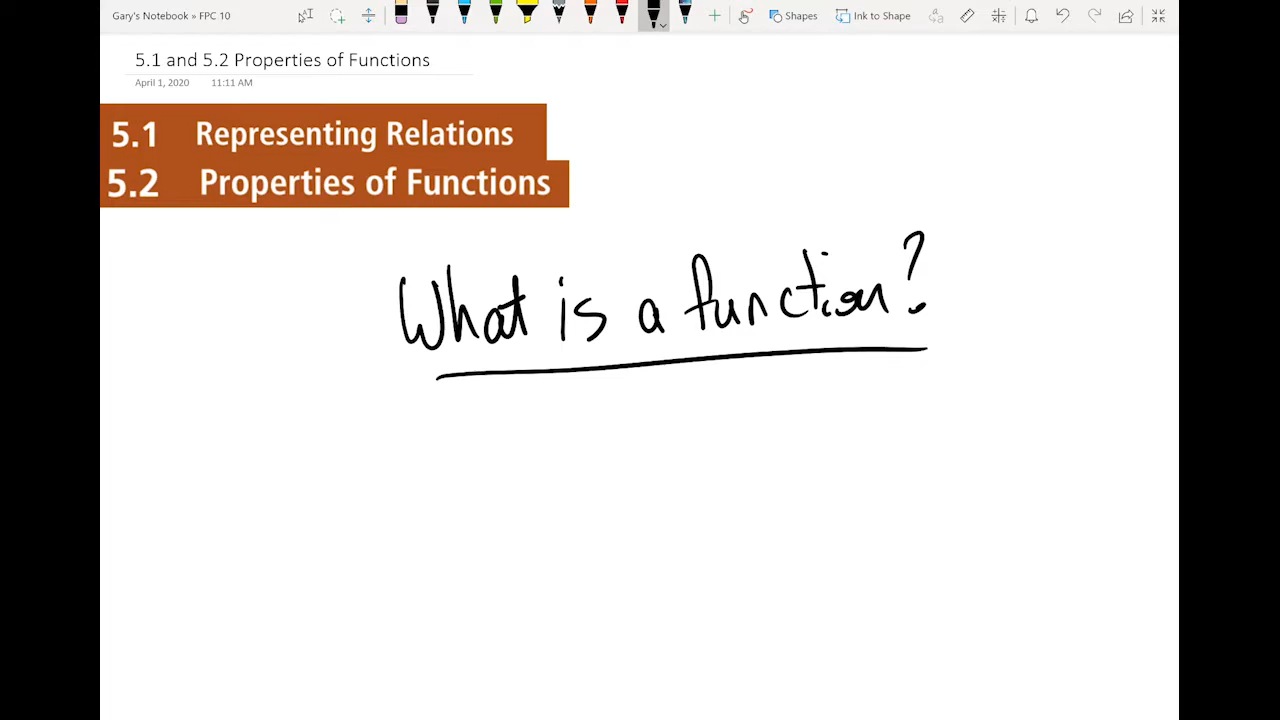 Gary's Notebook » FPC 10
Shapes
Ink to Shape
5.1 and 5.2 Properties of Functions
April 1, 2020 11:11 AM
5.1 Representing Relations
5.2 Properties of Functions
What is a function?